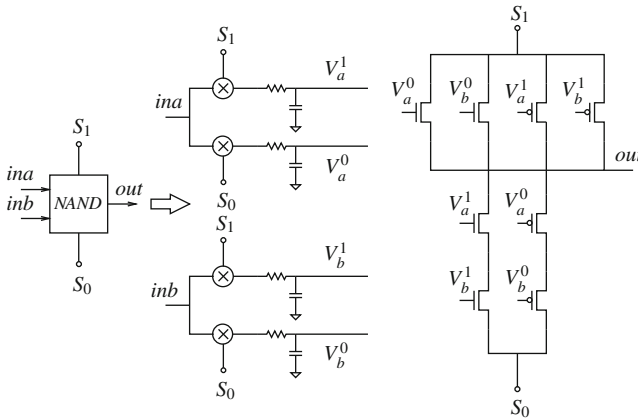 S₁
ina
inb
NAND
out
S₀
S₁
ina
V_a^1
V_a^0
S₀
S₁
inb
V_b^1
V_b^0
S₀
S₁
V_a^0
V_b^0
V_a^1
V_b^1
out
V_a^1
V_a^0
V_b^1
V_b^0
S₀